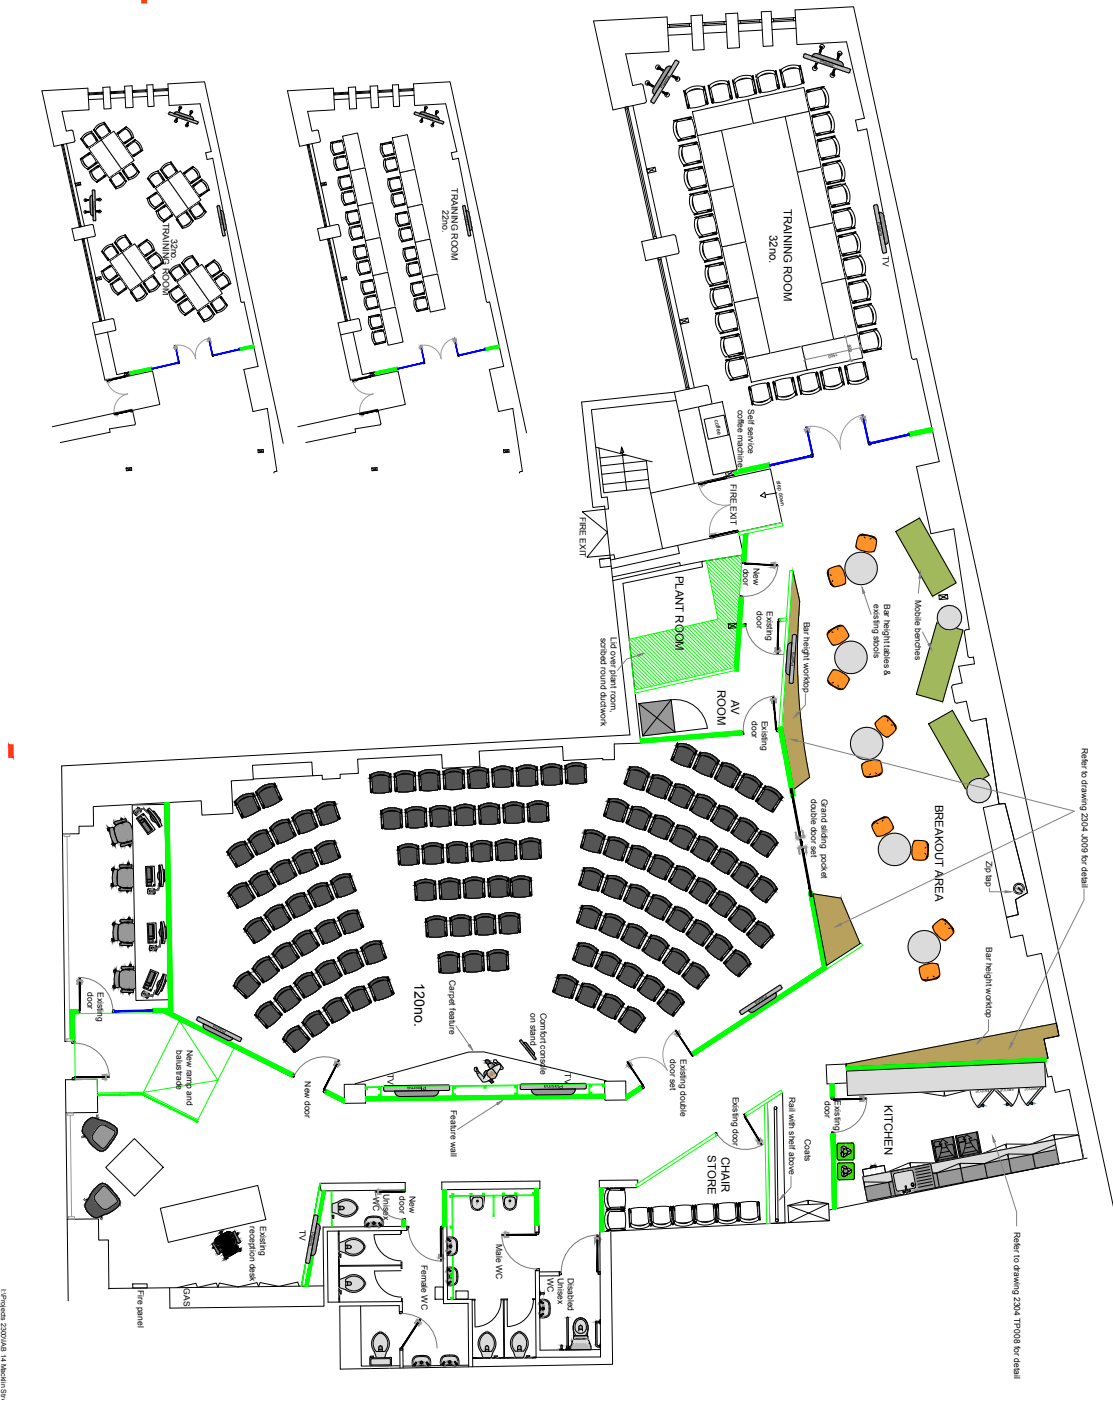 TRAINING ROOM
32no.
TRAINING ROOM
22no.
TRAINING ROOM
32no.
TV
Self service
coffee machine
coffee
step down
FIRE EXIT
FIRE EXIT
New
door
PLANT ROOM
Existing
door
Lid over plant room,
scribed round ductwork
AV
ROOM
Existing
door
Bar height worktop
Bar height tables &
existing stools
Mobile benches
Grand sliding pocket
double door set
BREAKOUT AREA
Zip tap
Refer to drawing 2304 J009 for detail
Bar height worktop
120no.
Carpet feature
Comfort console
on stand
Existing double
door set
TV
TV
Feature wall
New door
Existing
door
New ramp and
balustrade
Existing door
CHAIR
STORE
Rail with shelf above
Coats
Existing
door
KITCHEN
Refer to drawing 2304 TP008 for detail
Existing
reception desk
TV
GAS
Fire panel
Unisex
WC
New
door
Female WC
Male WC
Disabled
Unisex
WC